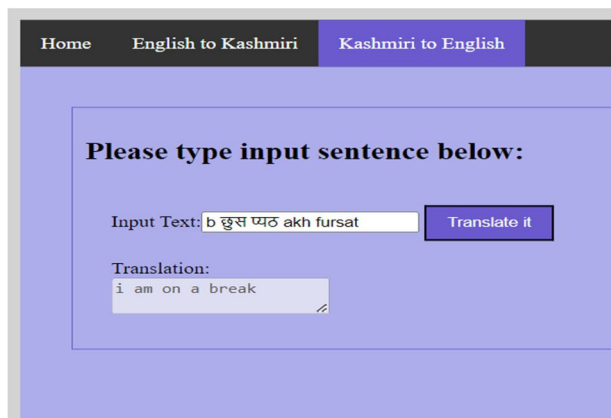 Home English to Kashmiri Kashmiri to English
Please type input sentence below:
Input Text: b छुस प्यठ akh fursat Translate it
Translation:
i am on a break